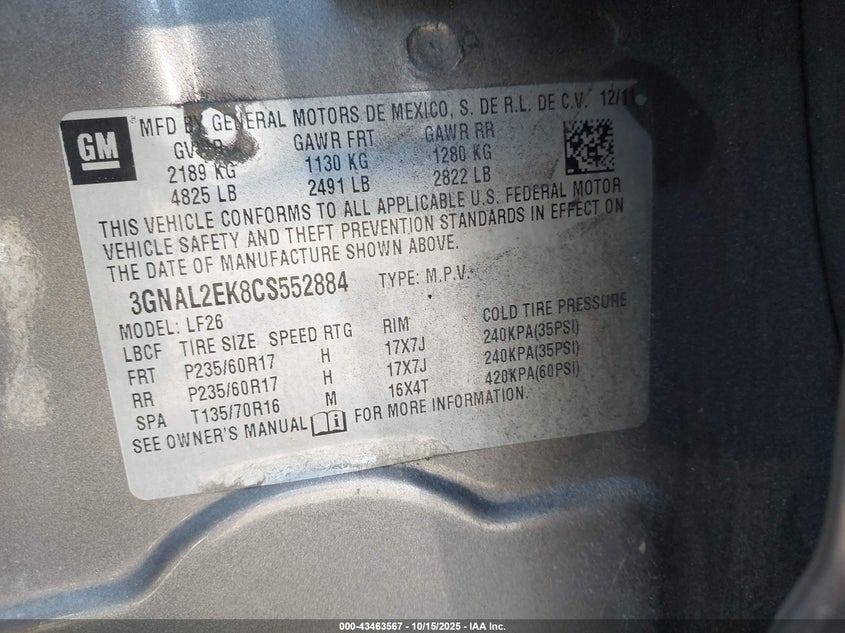 GM
MFD BY GENERAL MOTORS DE MEXICO, S. DE R.L. DE C.V. 12/11
GVWR GAWR FRT GAWR RR
2189 KG 1130 KG 1280 KG
4825 LB 2491 LB 2822 LB
THIS VEHICLE CONFORMS TO ALL APPLICABLE U.S. FEDERAL MOTOR
VEHICLE SAFETY AND THEFT PREVENTION STANDARDS IN EFFECT ON
THE DATE OF MANUFACTURE SHOWN ABOVE.
3GNAL2EK8CS552884 TYPE: M.P.V.
MODEL: LF26
LBCF TIRE SIZE SPEED RTG RIM COLD TIRE PRESSURE
FRT P235/60R17 H 17X7J 240KPA(35PSI)
RR P235/60R17 H 17X7J 240KPA(35PSI)
SPA T135/70R16 M 16X4T 420KPA(60PSI)
SEE OWNER'S MANUAL FOR MORE INFORMATION.
000-43463567 - 10/15/2025 - IAA Inc.